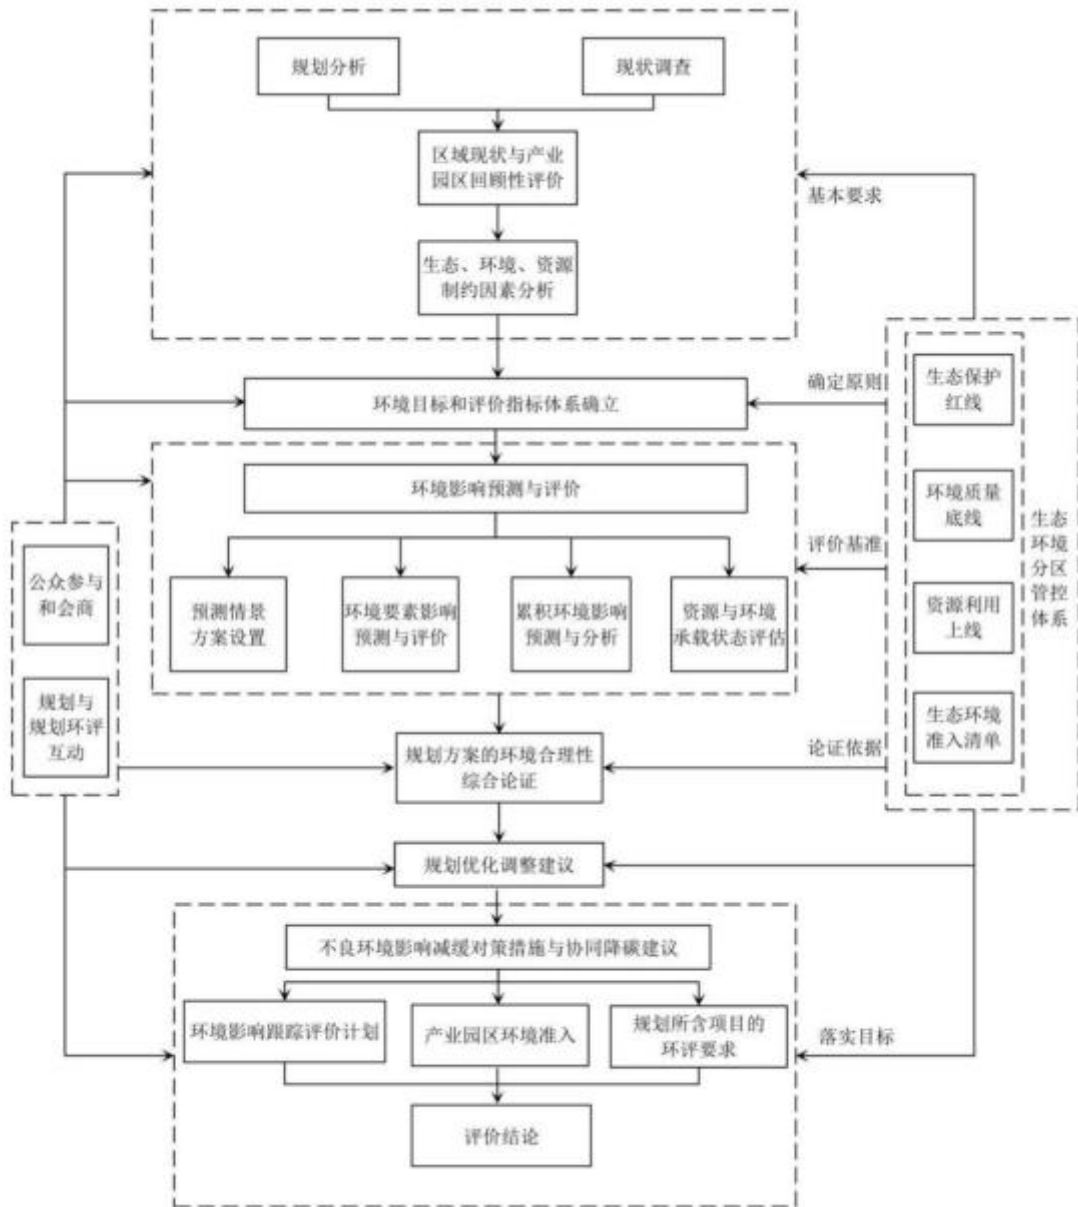 规划分析
现状调查
区域现状与产业
园区回顾性评价
基本要求
生态、环境、资源
制约因素分析
环境目标和评价指标体系确立
确定原则
生态保护
红线
环境影响预测与评价
环境质量
底线
生态
环境
分区
管控
体系
评价基准
公众参与
和会商
预测情景
方案设置
环境要素影响
预测与评价
累积环境影响
预测与分析
资源与环境
承载状态评估
资源利用
上线
规划与
规划环评
互动
生态环境
准入清单
规划方案的环境合理性
综合论证
论证依据
规划优化调整建议
不良环境影响减缓对策措施与协同降碳建议
环境影响跟踪评价计划
产业园区环境准入
规划所含项目的
环评要求
落实目标
评价结论